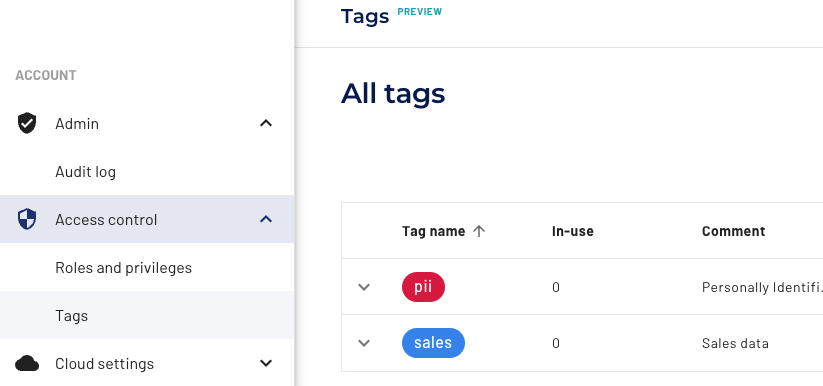 ACCOUNT
Admin
Audit log
Access control
Roles and privileges
Tags
Cloud settings
Tags PREVIEW
All tags
Tag name In-use Comment
pii 0 Personally Identifi.
sales 0 Sales data